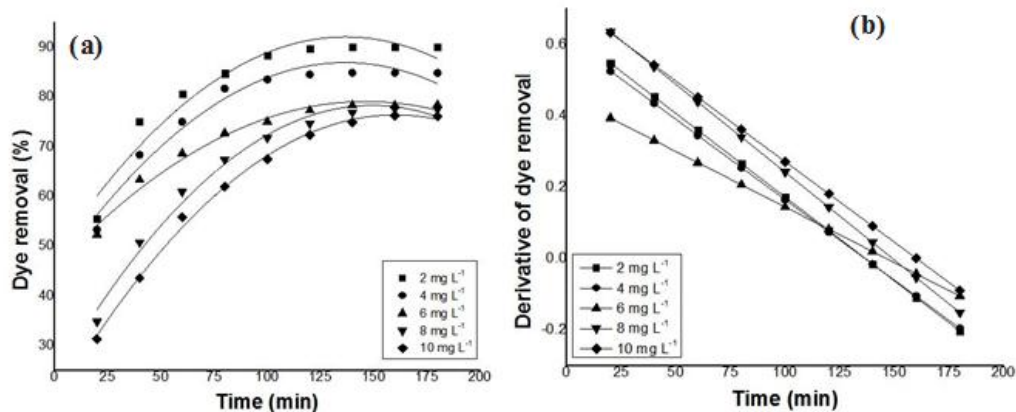 (a)
Dye removal (%)
90
80
70
60
50
40
30
0
25
50
75
100
125
150
175
200
Time (min)
2 mg L⁻¹
4 mg L⁻¹
6 mg L⁻¹
8 mg L⁻¹
10 mg L⁻¹
(b)
Derivative of dye removal
0.6
0.4
0.2
0.0
-0.2
0
25
50
75
100
125
150
175
200
Time (min)
2 mg L⁻¹
4 mg L⁻¹
6 mg L⁻¹
8 mg L⁻¹
10 mg L⁻¹